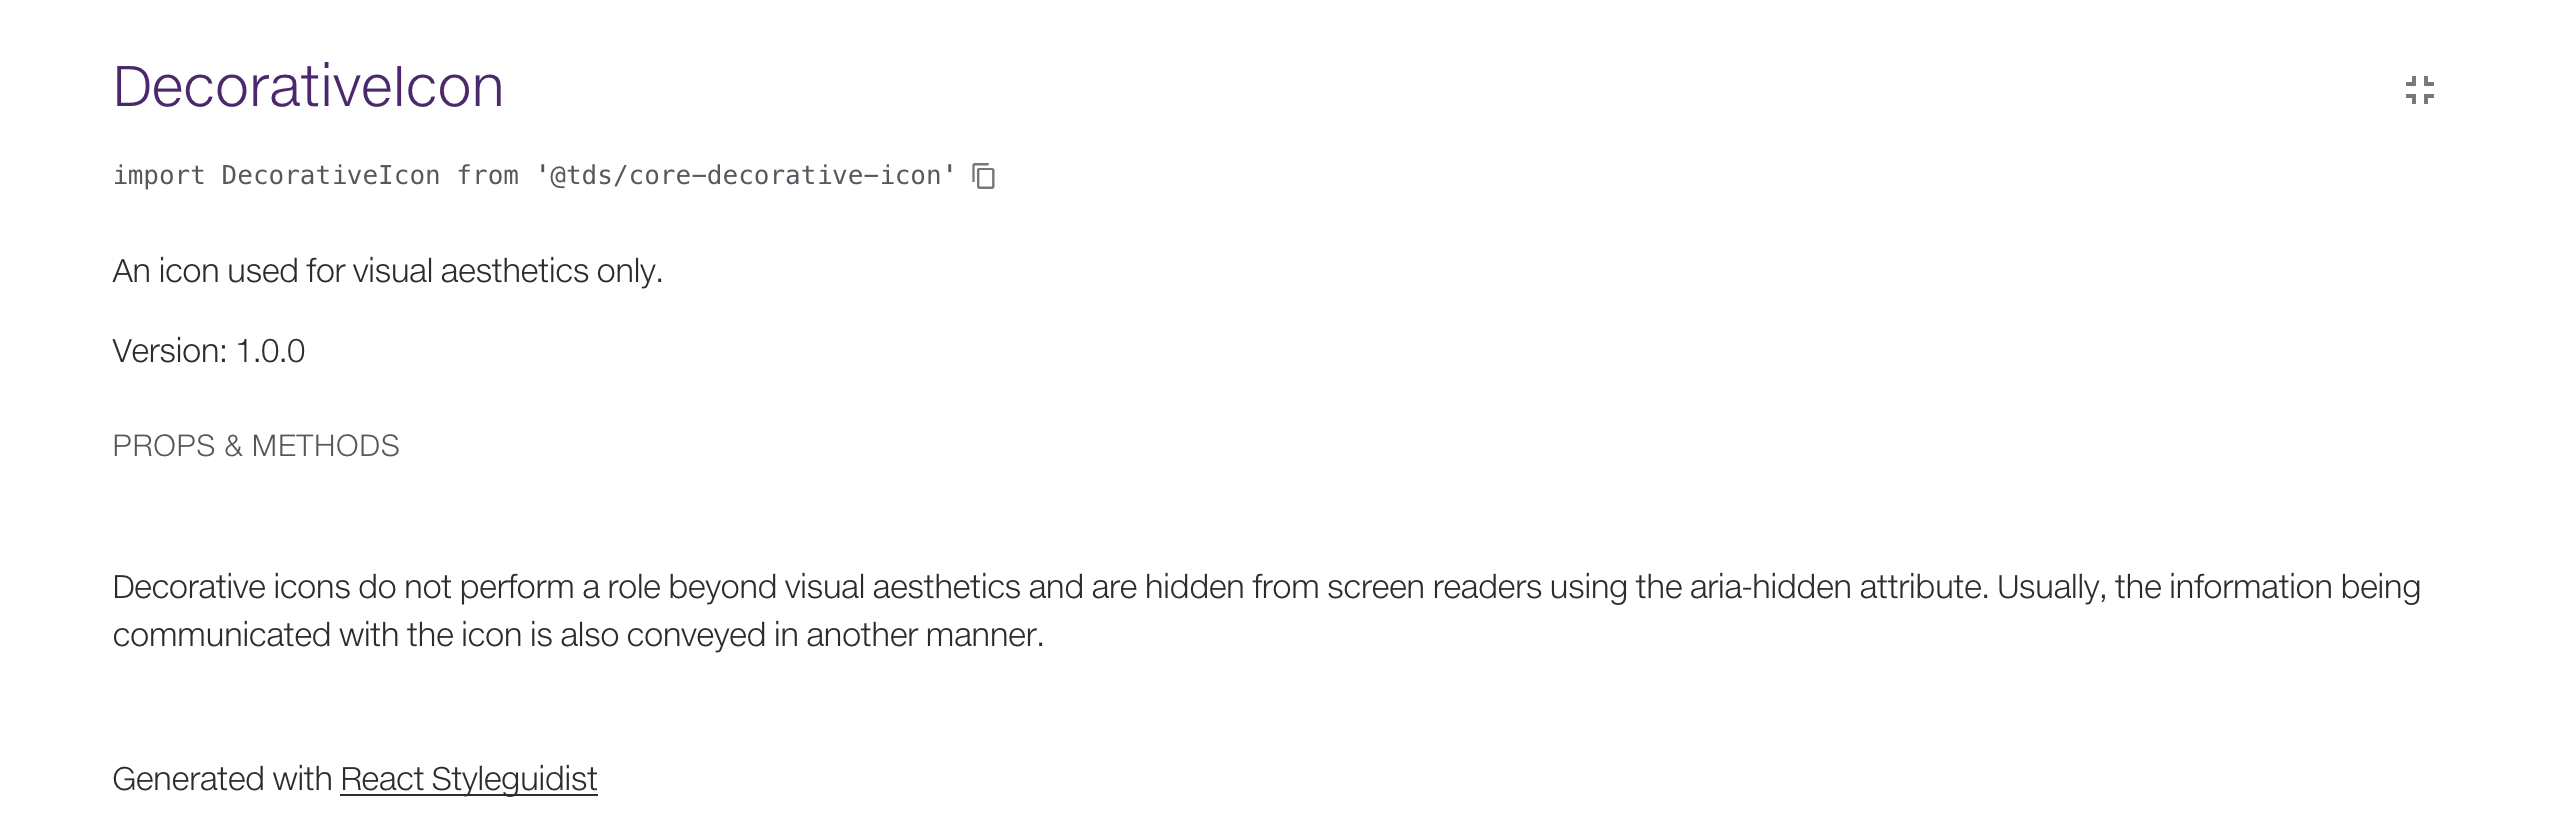 DecorativeIcon
import DecorativeIcon from '@tds/core-decorative-icon'
An icon used for visual aesthetics only.
Version: 1.0.0
PROPS & METHODS
Decorative icons do not perform a role beyond visual aesthetics and are hidden from screen readers using the aria-hidden attribute. Usually, the information being
communicated with the icon is also conveyed in another manner.
Generated with React Styleguidist